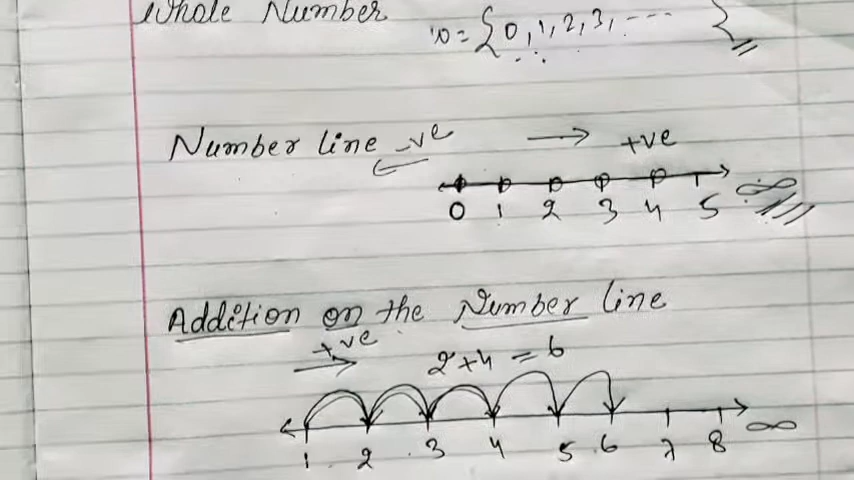 Whole Number w = {0, 1, 2, 3, ---- }
Number line -ve → +ve
0 1 2 3 4 5 ∞
Addition on the Number line
+ve
2+4 = 6
1 2 3 4 5 6 7 8 ∞